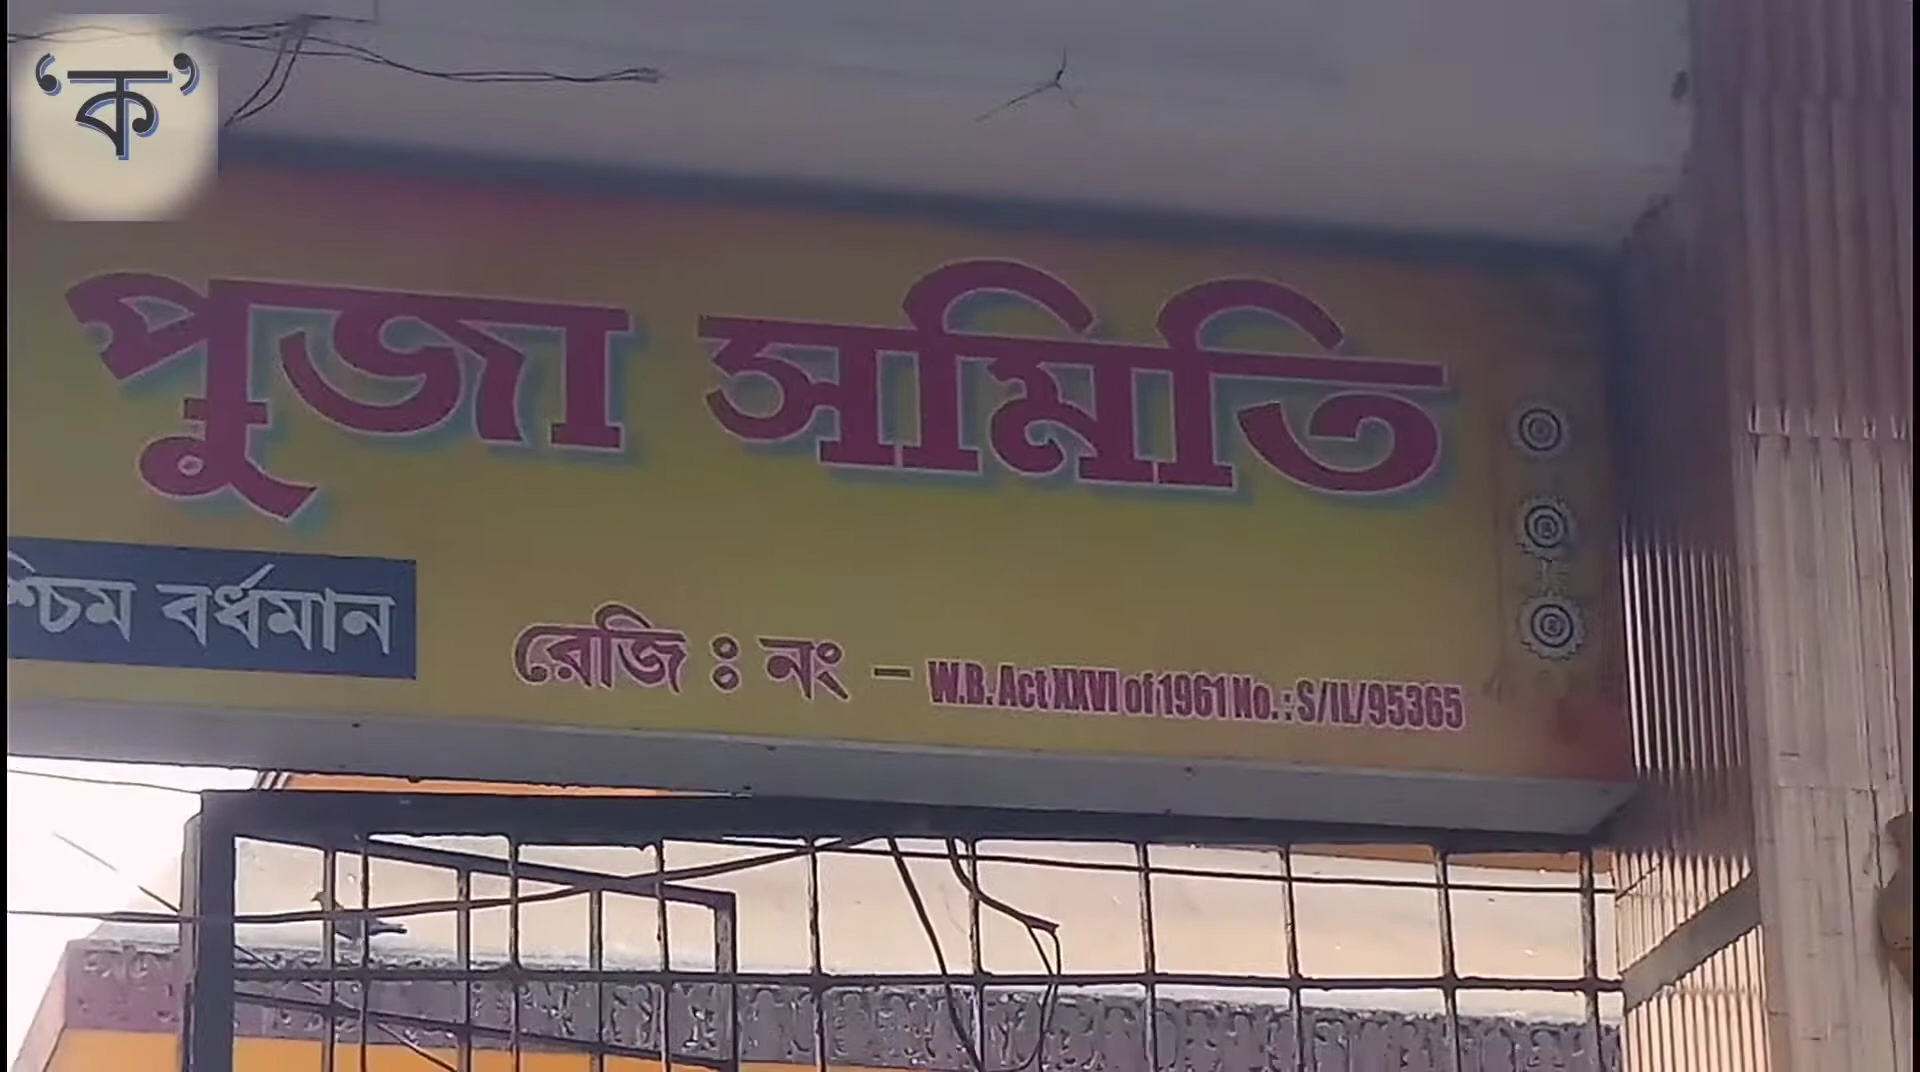 ‘ক’
পুজা সমিতি
শ্চিম বর্ধমান
রেজি ঃ নং – W.B. Act XXVI of 1961 No. : S/IL/95365